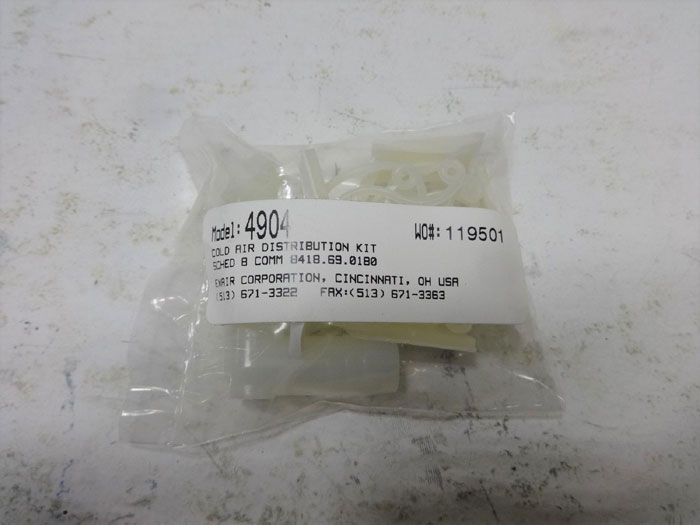 Model: 4904 WO#: 119501
COLD AIR DISTRIBUTION KIT
SCHED B COMM 8418.69.0180
EXAIR CORPORATION, CINCINNATI, OH USA
(513) 671-3322 FAX:(513) 671-3363